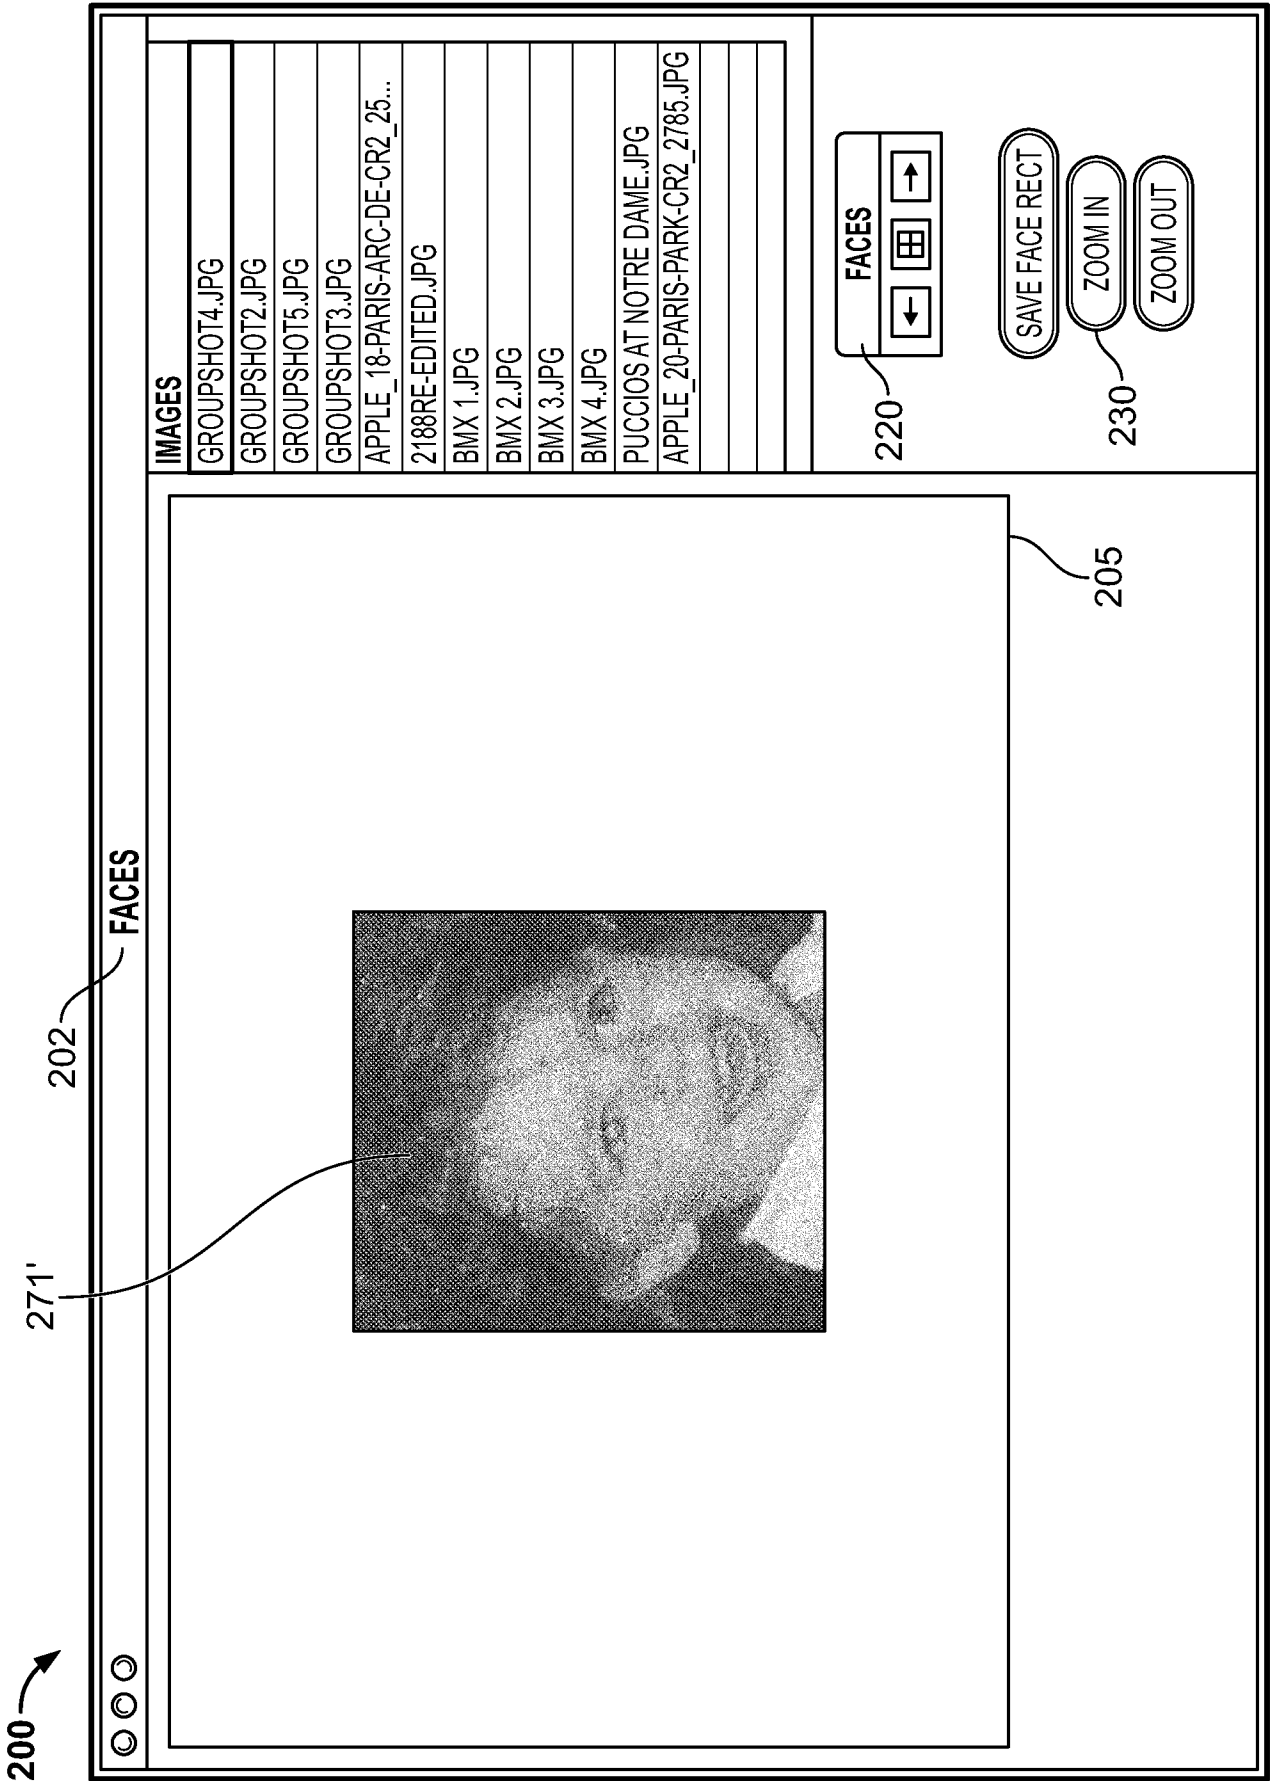 200
271'
202
FACES
IMAGES
GROUPSHOT4.JPG
GROUPSHOT2.JPG
GROUPSHOT5.JPG
GROUPSHOT3.JPG
APPLE_18-PARIS-ARC-DE-CR2_25...
2188RE-EDITED.JPG
BMX 1.JPG
BMX 2.JPG
BMX 3.JPG
BMX 4.JPG
PUCCIOS AT NOTRE DAME.JPG
APPLE_20-PARIS-PARK-CR2_2785.JPG
220
FACES
SAVE FACE RECT
ZOOM IN
ZOOM OUT
230
205